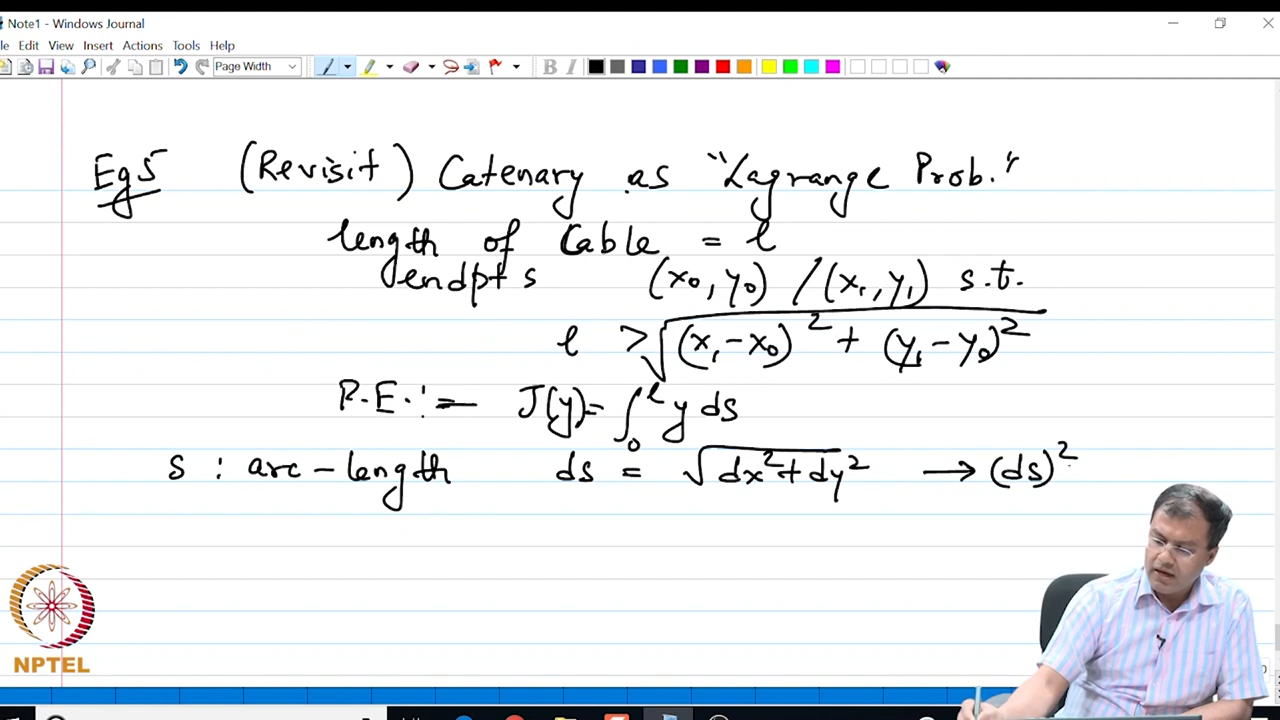 Note1 - Windows Journal
le Edit View Insert Actions Tools Help
Page Width
B I
Eg 5 (Revisit) Catenary as "Lagrange Prob."
length of Cable = l
endpts (x₀, y₀) / (x₁, y₁) s.t.
l > √((x₁-x₀)² + (y₁-y₀)²)
P.E. := J(y) = ∫₀ˡ y ds
s : arc-length ds = √(dx²+dy²) → (ds)²
NPTEL